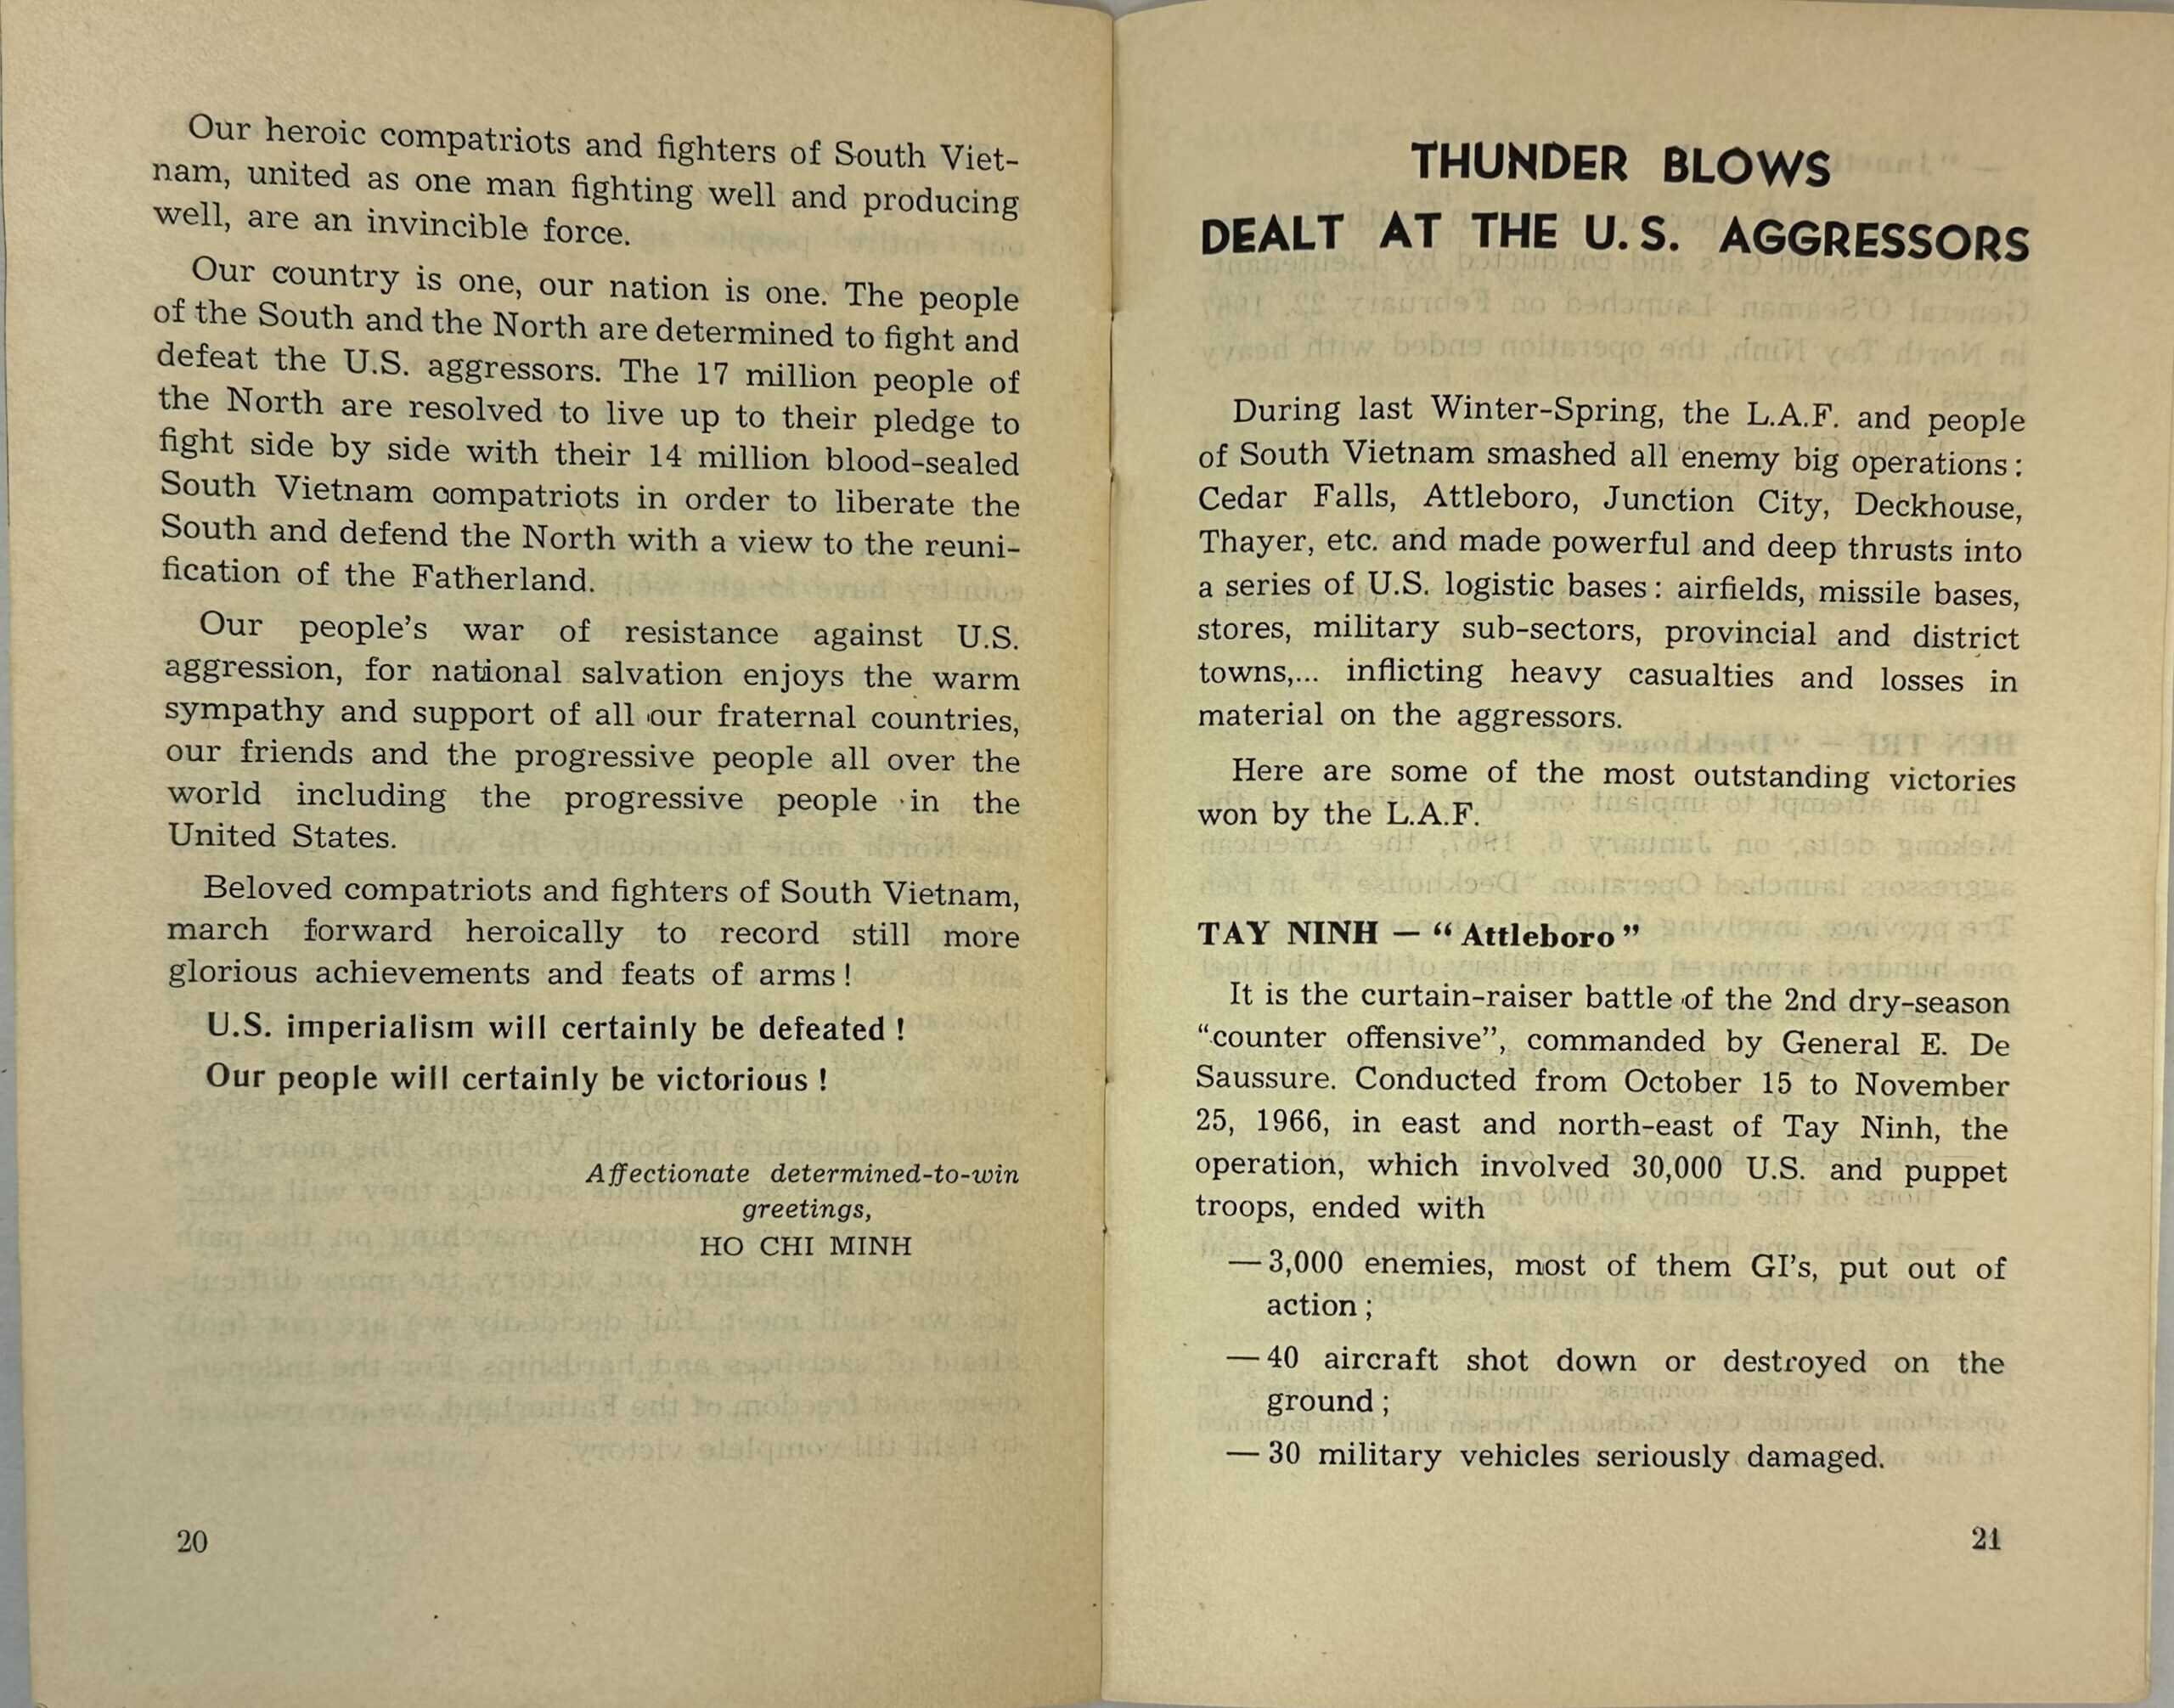 Our heroic compatriots and fighters of South Viet-
nam, united as one man fighting well and producing
well, are an invincible force.
Our country is one, our nation is one. The people
of the South and the North are determined to fight and
defeat the U.S. aggressors. The 17 million people of
the North are resolved to live up to their pledge to
fight side by side with their 14 million blood-sealed
South Vietnam oompatriots in order to liberate the
South and defend the North with a view to the reuni-
fication of the Fatherland.
Our people's war of resistance against U.S.
aggression, for national salvation enjoys the warm
sympathy and support of all our fraternal countries,
our friends and the progressive people all over the
world including the progressive people in the
United States.
Beloved compatriots and fighters of South Vietnam,
march forward heroically to record still more
glorious achievements and feats of arms !
U.S. imperialism will certainly be defeated !
Our people will certainly be victorious !
Affectionate determined-to-win
greetings,
HO CHI MINH
20
THUNDER BLOWS
DEALT AT THE U.S. AGGRESSORS
During last Winter-Spring, the L.A.F. and people
of South Vietnam smashed all enemy big operations :
Cedar Falls, Attleboro, Junction City, Deckhouse,
Thayer, etc. and made powerful and deep thrusts into
a series of U.S. logistic bases : airfields, missile bases,
stores, military sub-sectors, provincial and district
towns,... inflicting heavy casualties and losses in
material on the aggressors.
Here are some of the most outstanding victories
won by the L.A.F.
TAY NINH — “Attleboro”
It is the curtain-raiser battle of the 2nd dry-season
“counter offensive”, commanded by General E. De
Saussure. Conducted from October 15 to November
25, 1966, in east and north-east of Tay Ninh, the
operation, which involved 30,000 U.S. and puppet
troops, ended with
— 3,000 enemies, most of them GI's, put out of
action ;
— 40 aircraft shot down or destroyed on the
ground ;
— 30 military vehicles seriously damaged.
21